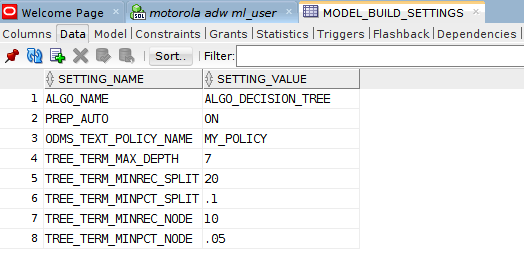 Welcome Page motorola adw ml_user MODEL_BUILD_SETTINGS
Columns Data Model Constraints Grants Statistics Triggers Flashback Dependencies
Sort.. Filter:
SETTING_NAME SETTING_VALUE
1 ALGO_NAME ALGO_DECISION_TREE
2 PREP_AUTO ON
3 ODMS_TEXT_POLICY_NAME MY_POLICY
4 TREE_TERM_MAX_DEPTH 7
5 TREE_TERM_MINREC_SPLIT 20
6 TREE_TERM_MINPCT_SPLIT .1
7 TREE_TERM_MINREC_NODE 10
8 TREE_TERM_MINPCT_NODE .05